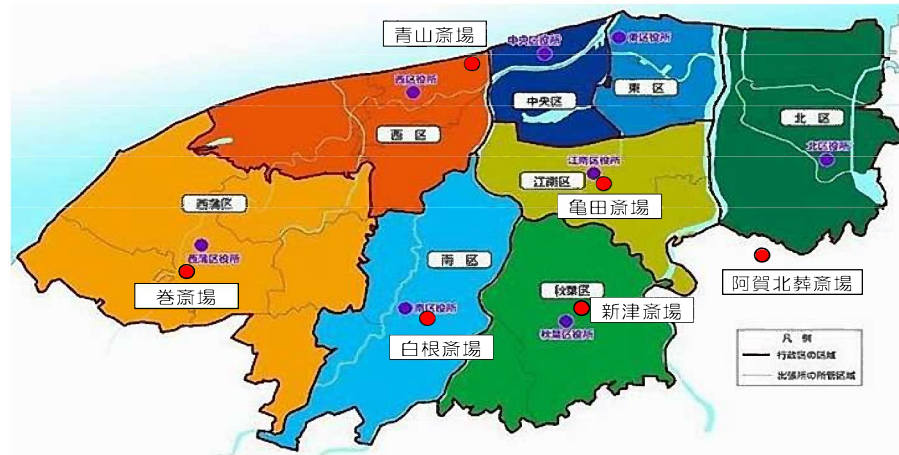 青山斎場
中央区役所
東区役所
西区役所
中央区
東区
西区
北区
江南区役所
北区役所
江南区
西蒲区
亀田斎場
西蒲区役所
南区
阿賀北葬斎場
巻斎場
秋葉区
南区役所
新津斎場
秋葉区役所
白根斎場
凡例
行政区の区域
出張所の所管区域